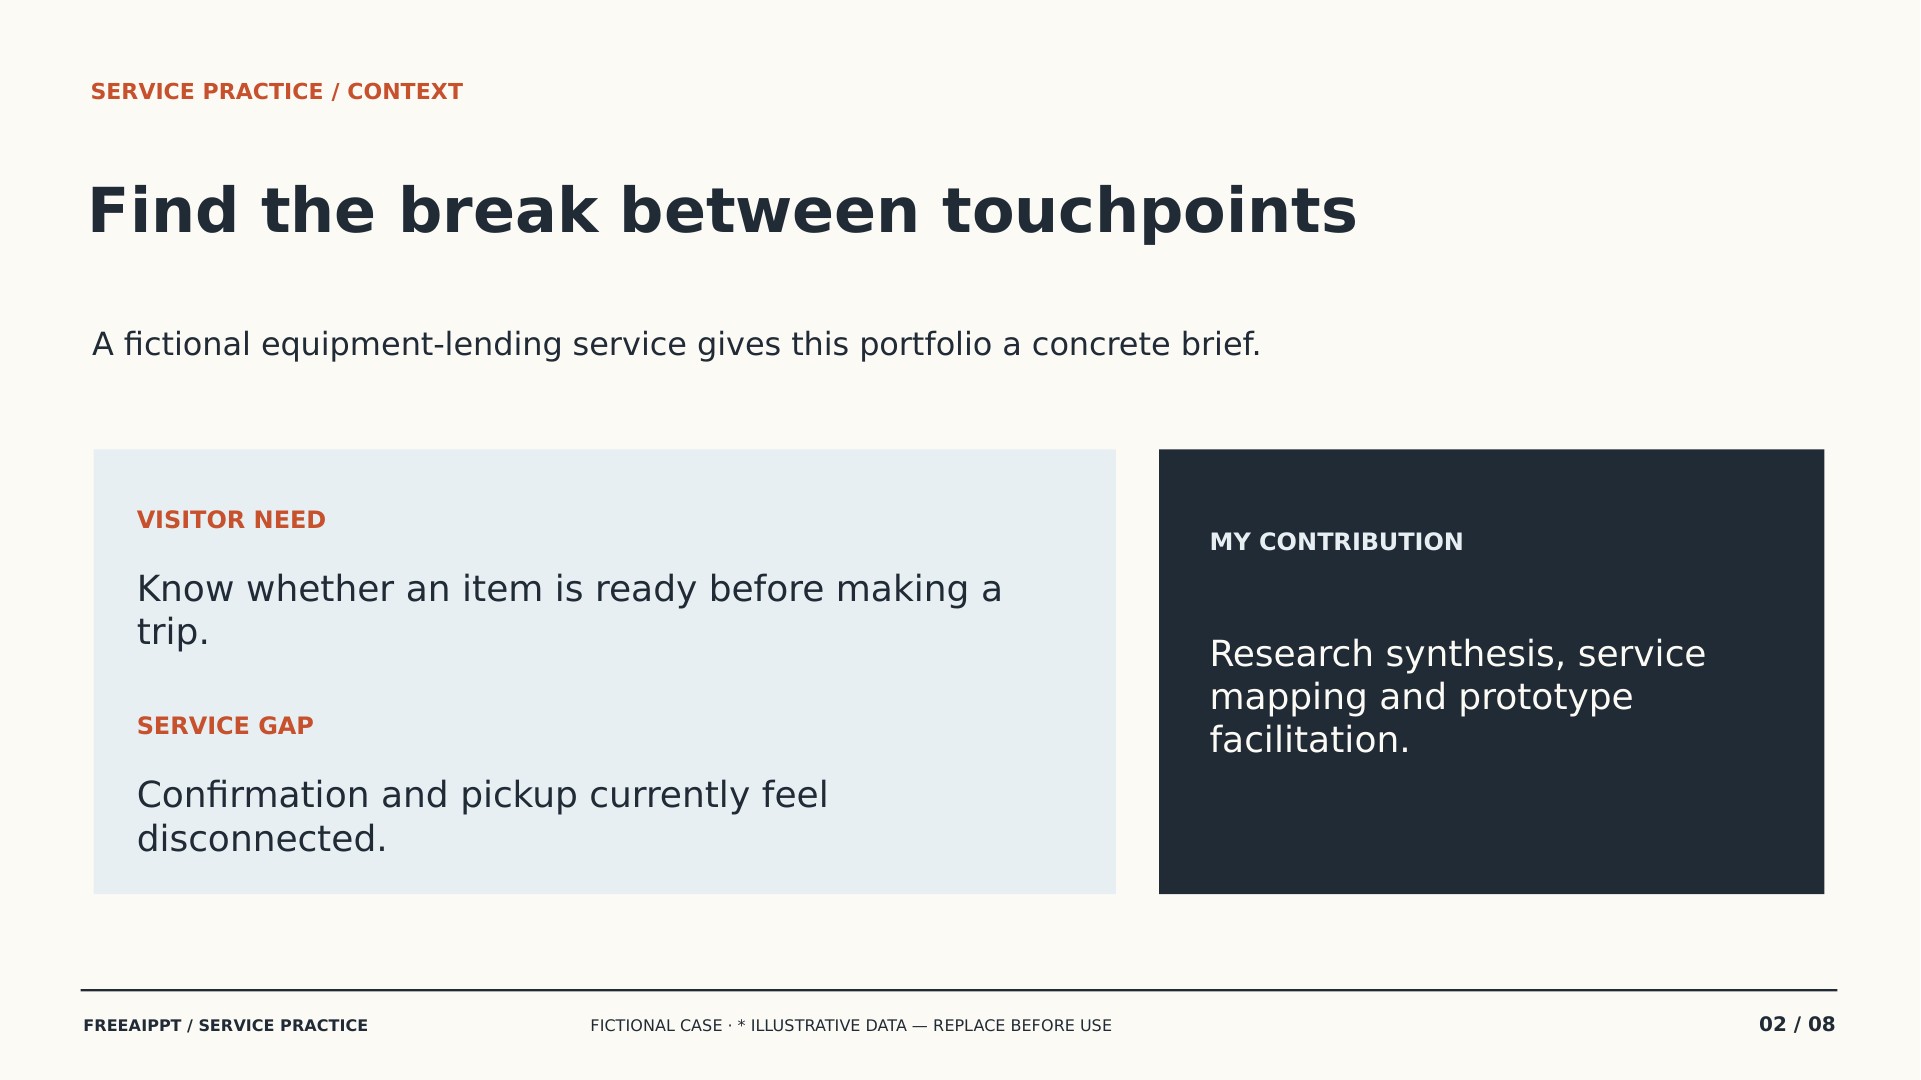 SERVICE PRACTICE / CONTEXT
Find the break between touchpoints
A fictional equipment-lending service gives this portfolio a concrete brief.
VISITOR NEED
Know whether an item is ready before making a
trip.
SERVICE GAP
Confirmation and pickup currently feel
disconnected.
MY CONTRIBUTION
Research synthesis, service
mapping and prototype
facilitation.
FREEAIPPT / SERVICE PRACTICE
FICTIONAL CASE · * ILLUSTRATIVE DATA — REPLACE BEFORE USE
02 / 08